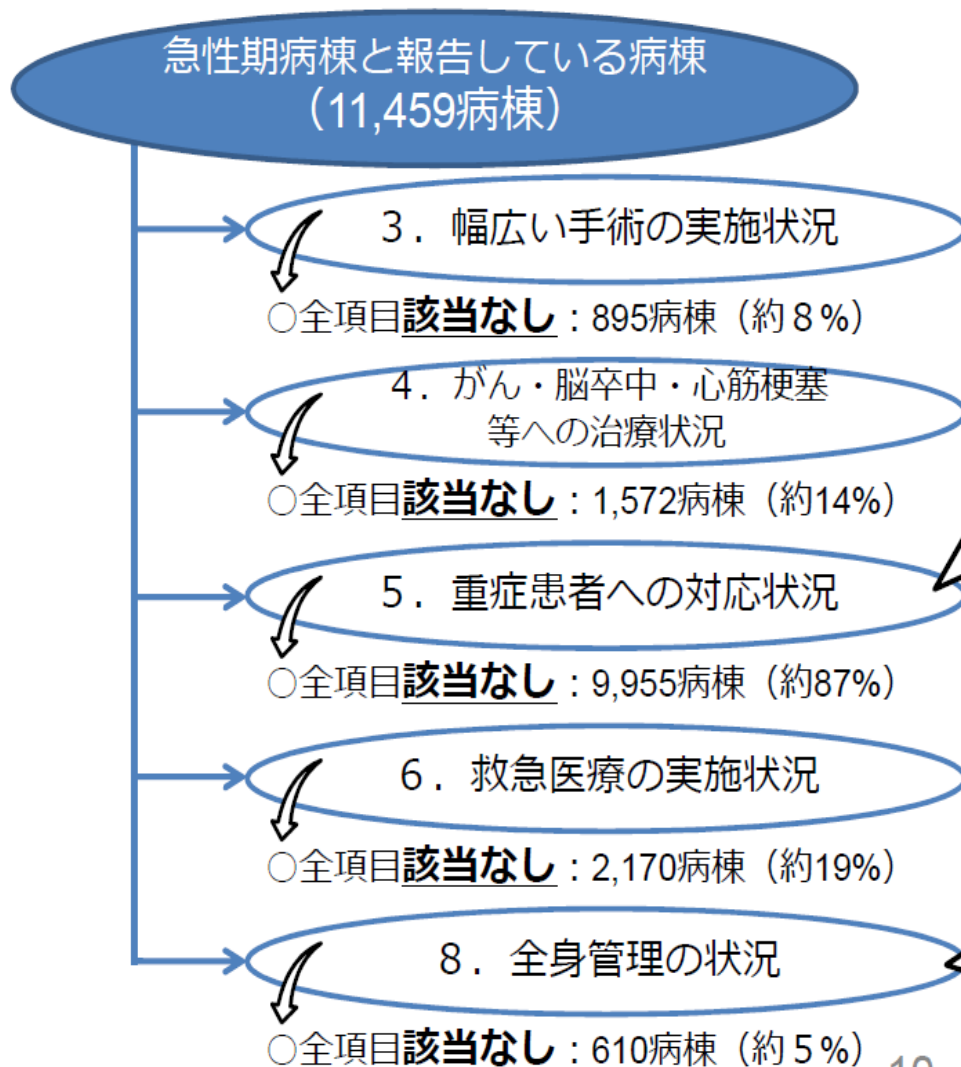 急性期病棟と報告している病棟
（11,459病棟）
３．幅広い手術の実施状況
○全項目該当なし：895病棟（約８%）
４．がん・脳卒中・心筋梗塞
等への治療状況
○全項目該当なし：1,572病棟（約14%）
５．重症患者への対応状況
○全項目該当なし：9,955病棟（約87%）
６．救急医療の実施状況
○全項目該当なし：2,170病棟（約19%）
８．全身管理の状況
○全項目該当なし：610病棟（約５%）